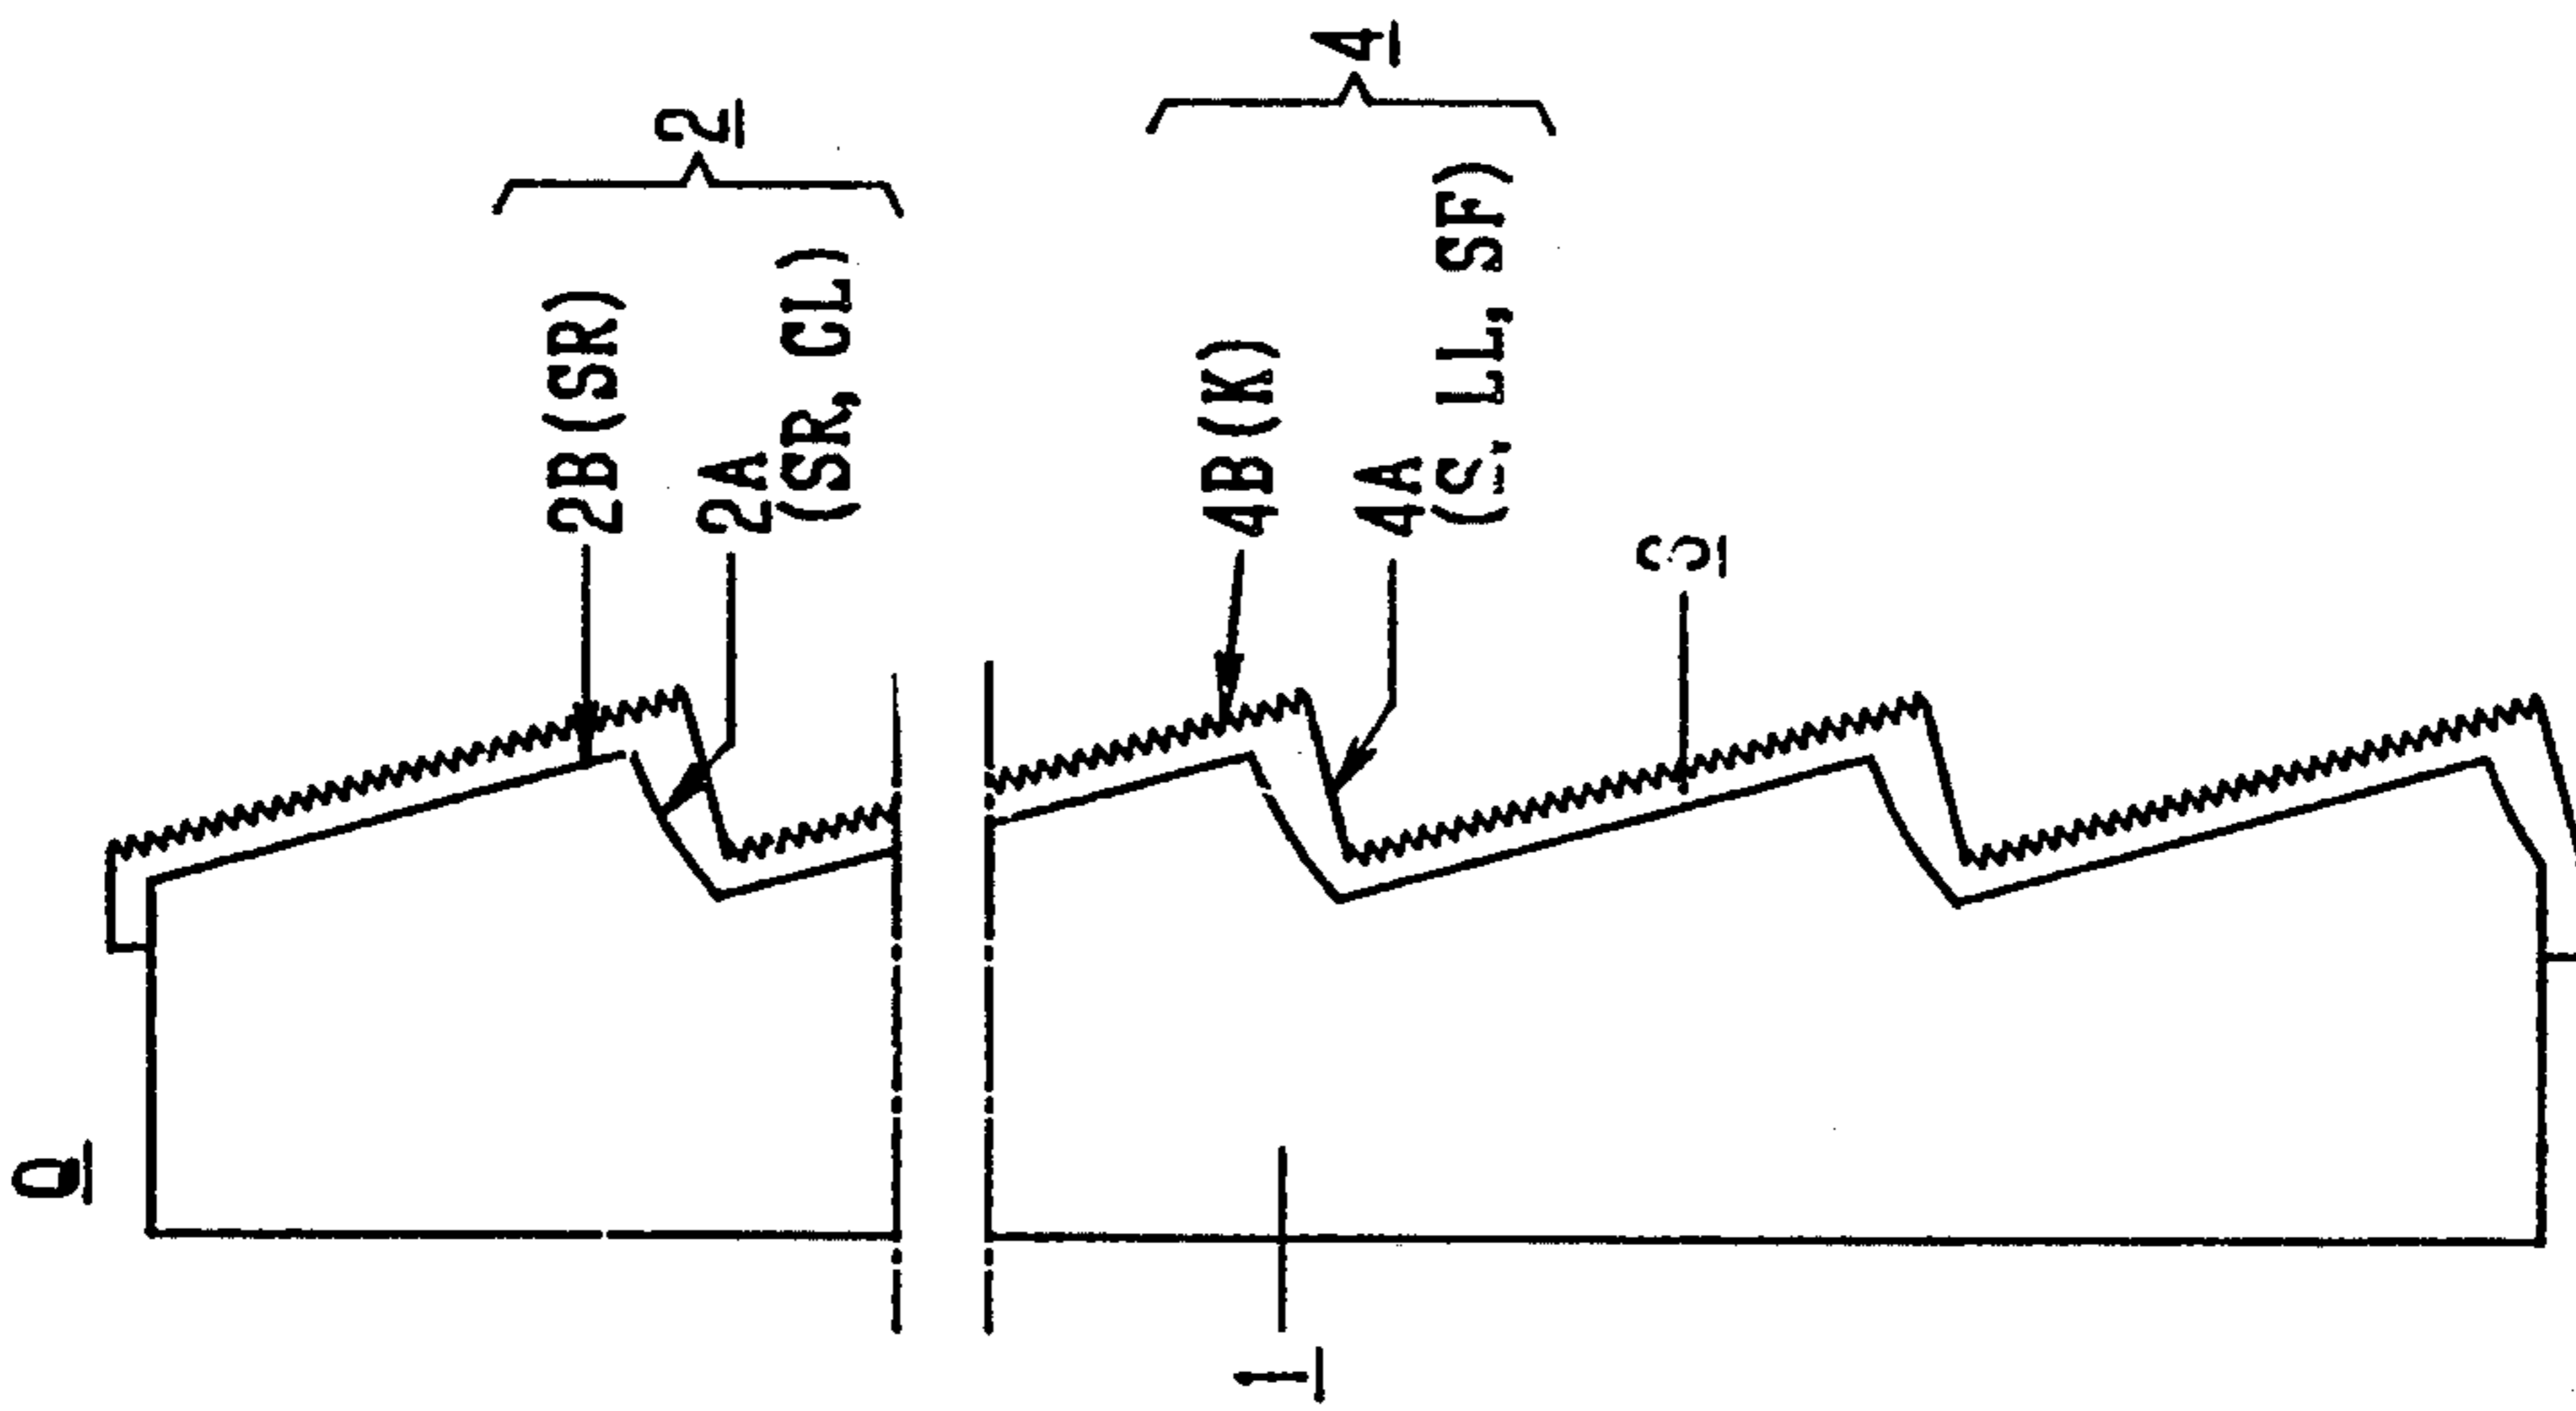 Q
2
2B(SR)
2A
(SR, CL)
4
4B(K)
4A
(S, LL, SF)
3
1